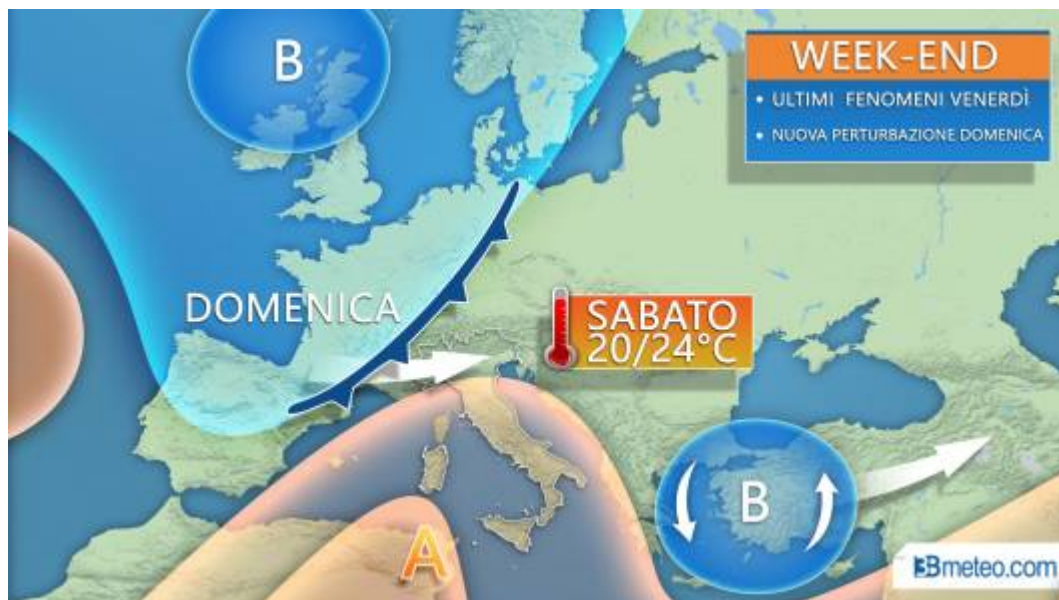 B
WEEK-END
• ULTIMI FENOMENI VENERDÌ
• NUOVA PERTURBAZIONE DOMENICA
DOMENICA
SABATO
20/24°C
B
A
3Bmeteo.com